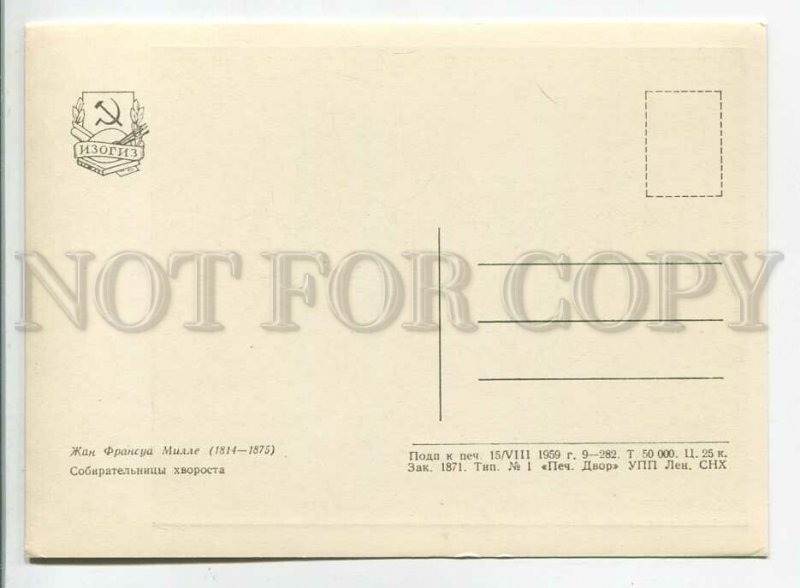 ИЗОГИЗ
NOT FOR COPY
Жан Франсуа Милле (1814—1875)
Собирательницы хвороста
Подп к печ. 15/VIII 1959 г. 9—282. Т 50 000. Ц. 25 к.
Зак. 1871. Тип. № 1 «Печ. Двор» УПП Лен. СНХ